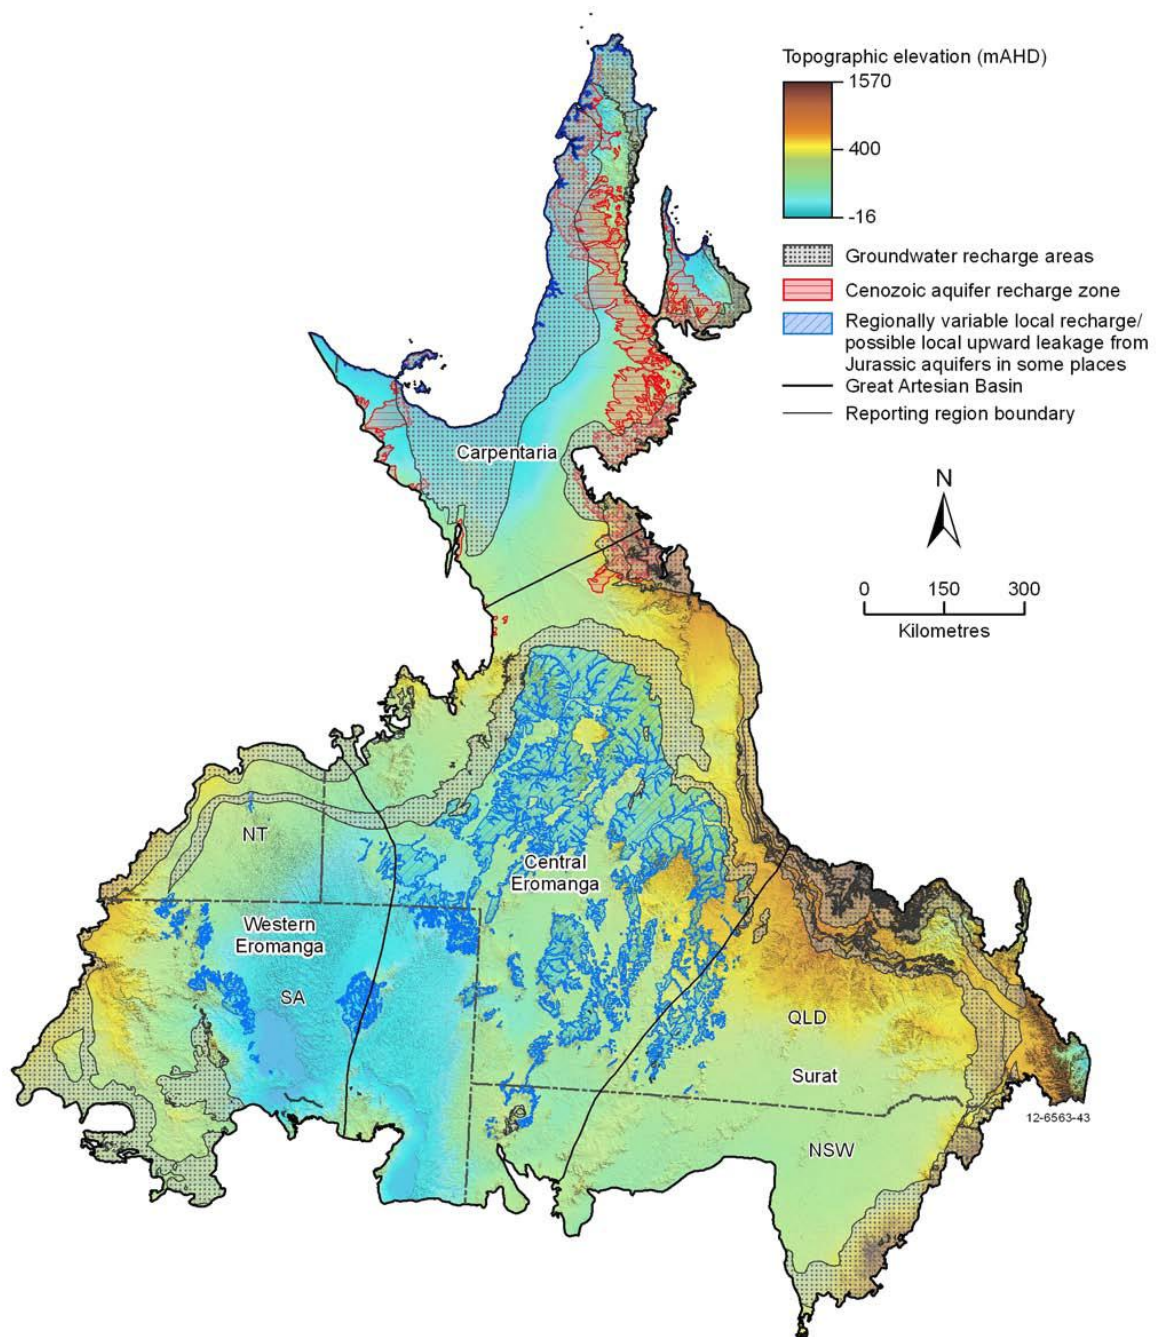 Topographic elevation (mAHD)
1570
400
-16
Groundwater recharge areas
Cenozoic aquifer recharge zone
Regionally variable local recharge/
possible local upward leakage from
Jurassic aquifers in some places
Great Artesian Basin
Reporting region boundary
N
0 150 300
Kilometres
Carpentaria
NT
Central
Eromanga
Western
Eromanga
SA
QLD
Surat
12-6563-43
NSW